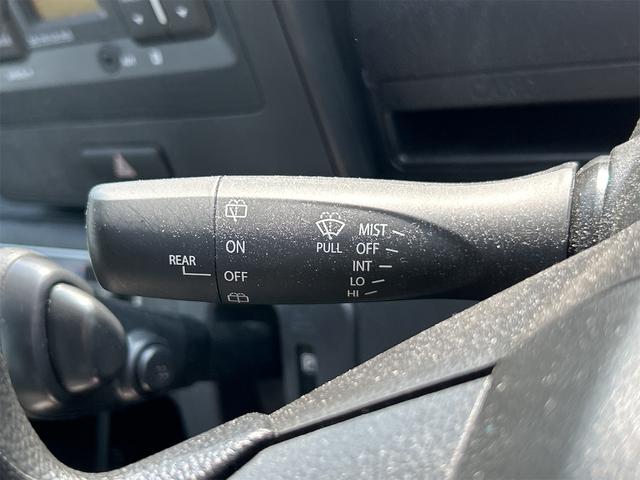 REAR
ON
OFF
PULL
MIST
OFF
INT
LO
HI